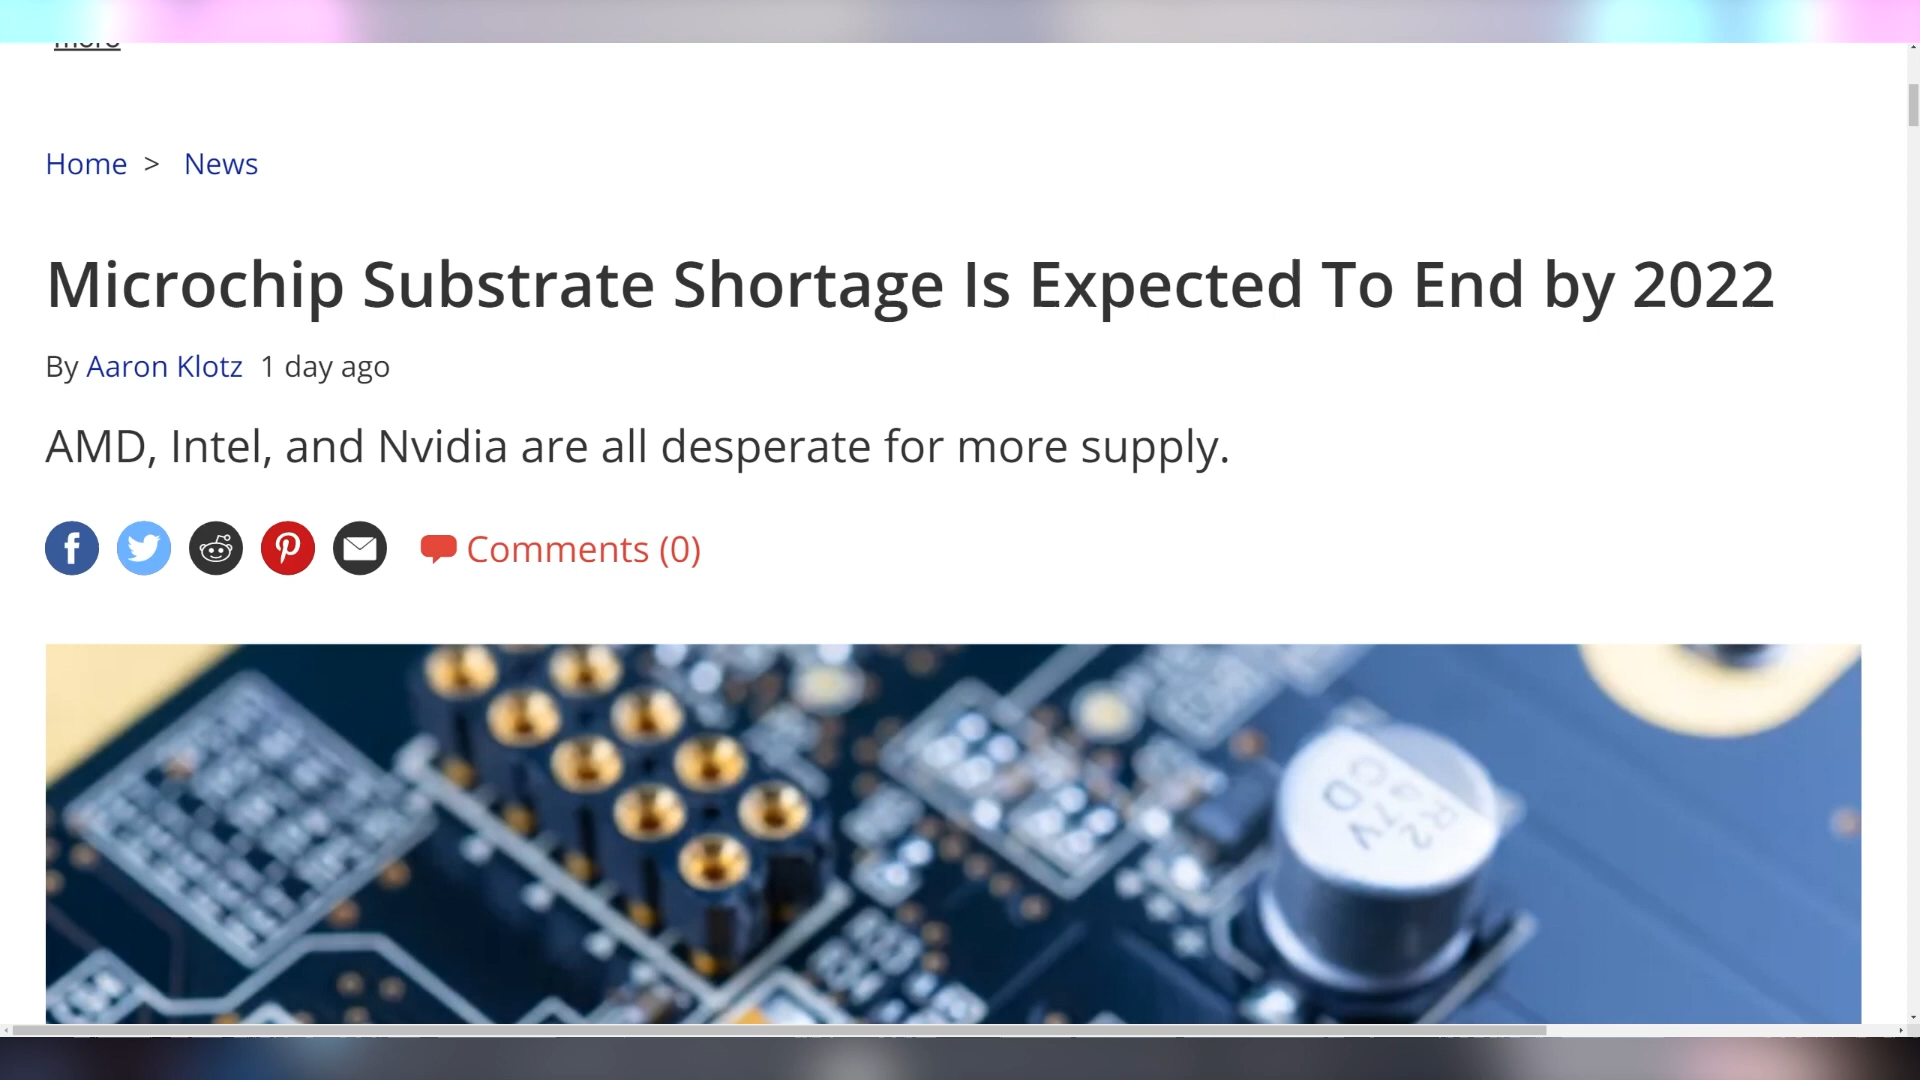 more
Home > News
Microchip Substrate Shortage Is Expected To End by 2022
By Aaron Klotz 1 day ago
AMD, Intel, and Nvidia are all desperate for more supply.
Comments (0)